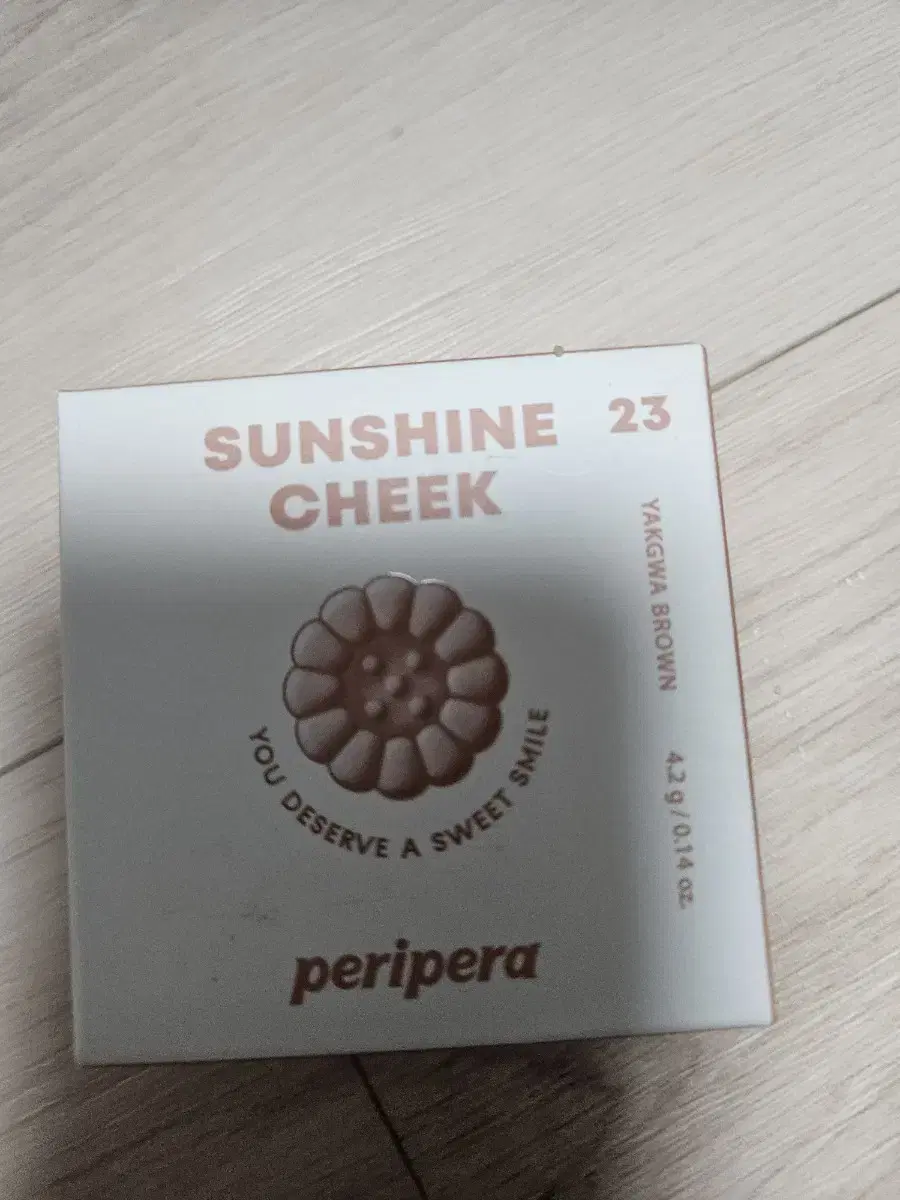 SUNSHINE
CHEEK
23
YAKGWA BROWN
4.2 g / 0.14 oz.
YOU DESERVE A SWEET SMILE
peripera